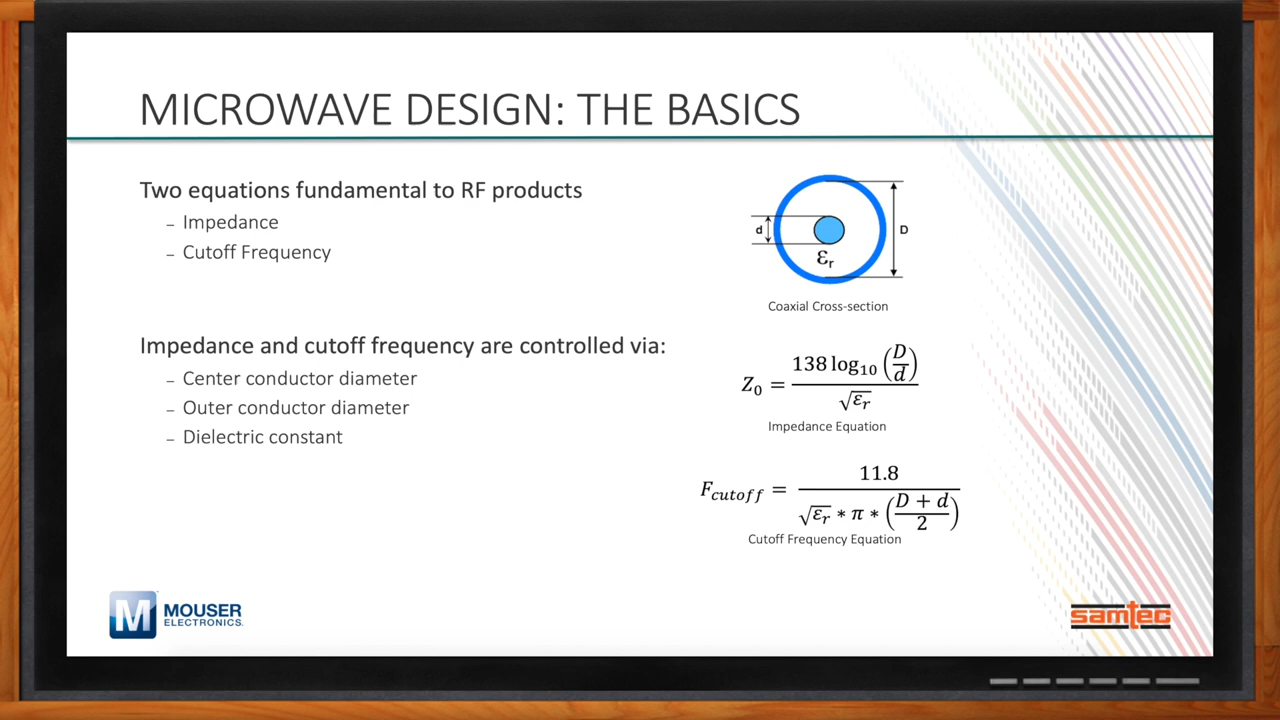 MICROWAVE DESIGN: THE BASICS
Two equations fundamental to RF products
– Impedance
– Cutoff Frequency
d
D
εr
Coaxial Cross-section
Impedance and cutoff frequency are controlled via:
– Center conductor diameter
– Outer conductor diameter
– Dielectric constant
Z₀ = 138 log₁₀ (D/d) / √εr
Impedance Equation
Fcutoff = 11.8 / √εr * π * (D + d / 2)
Cutoff Frequency Equation
M MOUSER
ELECTRONICS.
samtec